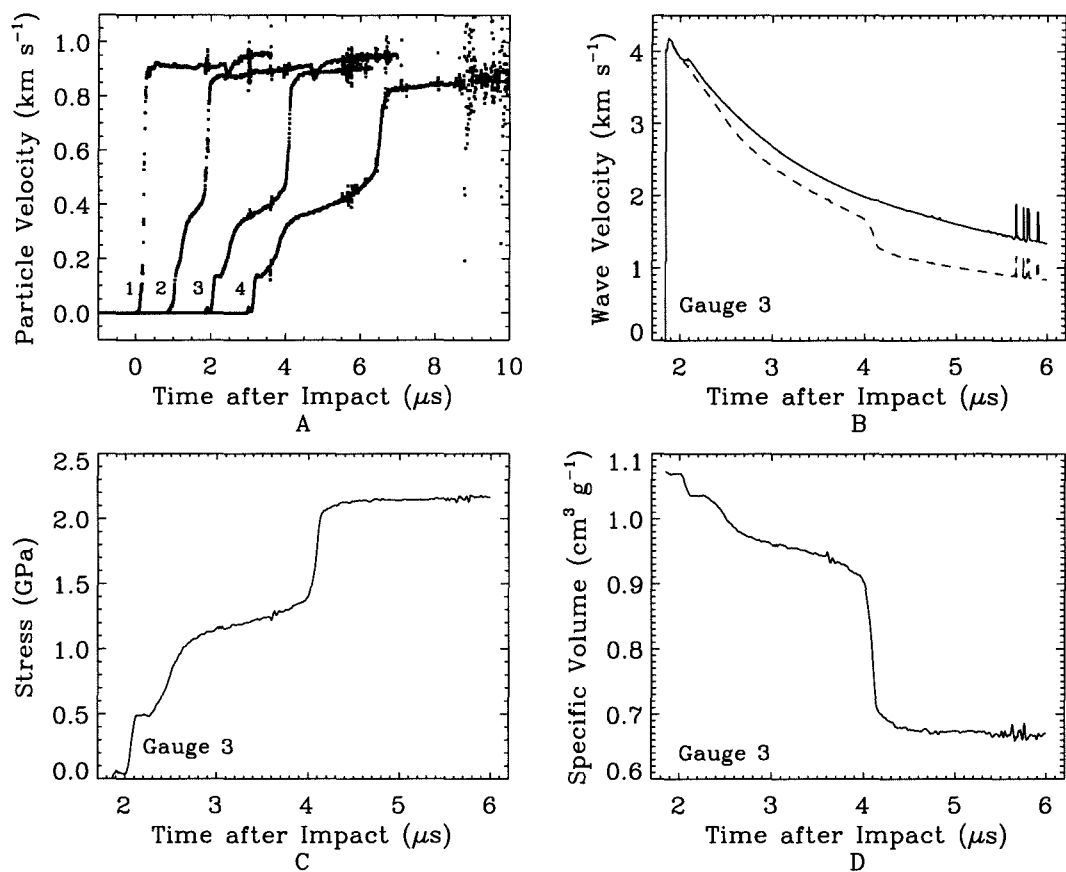 Particle Velocity (km s⁻¹)
1.0
0.8
0.6
0.4
0.2
0.0
1 2 3 4
0 2 4 6 8 10
Time after Impact (μs)
A
Wave Velocity (km s⁻¹)
4
3
2
1
0
Gauge 3
2 3 4 5 6
Time after Impact (μs)
B
Stress (GPa)
2.5
2.0
1.5
1.0
0.5
0.0
Gauge 3
2 3 4 5 6
Time after Impact (μs)
C
Specific Volume (cm³ g⁻¹)
1.1
1.0
0.9
0.8
0.7
0.6
Gauge 3
2 3 4 5 6
Time after Impact (μs)
D